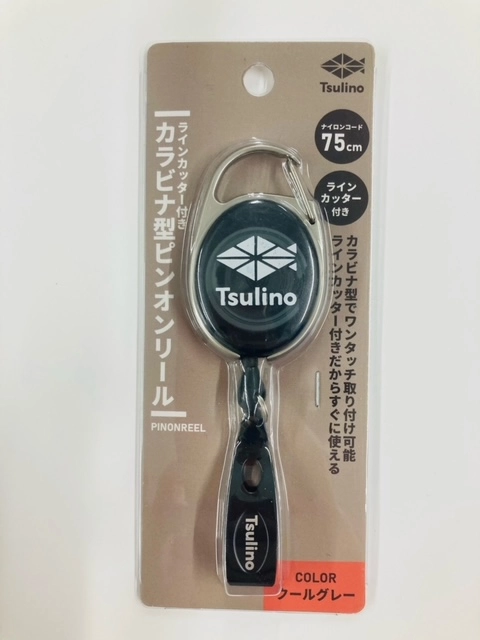 Tsulino
ナイロンコード
75cm
ライン
カッター
付き
ラインカッター付き
カラビナ型ピンオンリール
PINONREEL
カラビナ型でワンタッチ取り付け可能
ラインカッター付きだからすぐに使える
Tsulino
Tsulino
COLOR
クールグレー